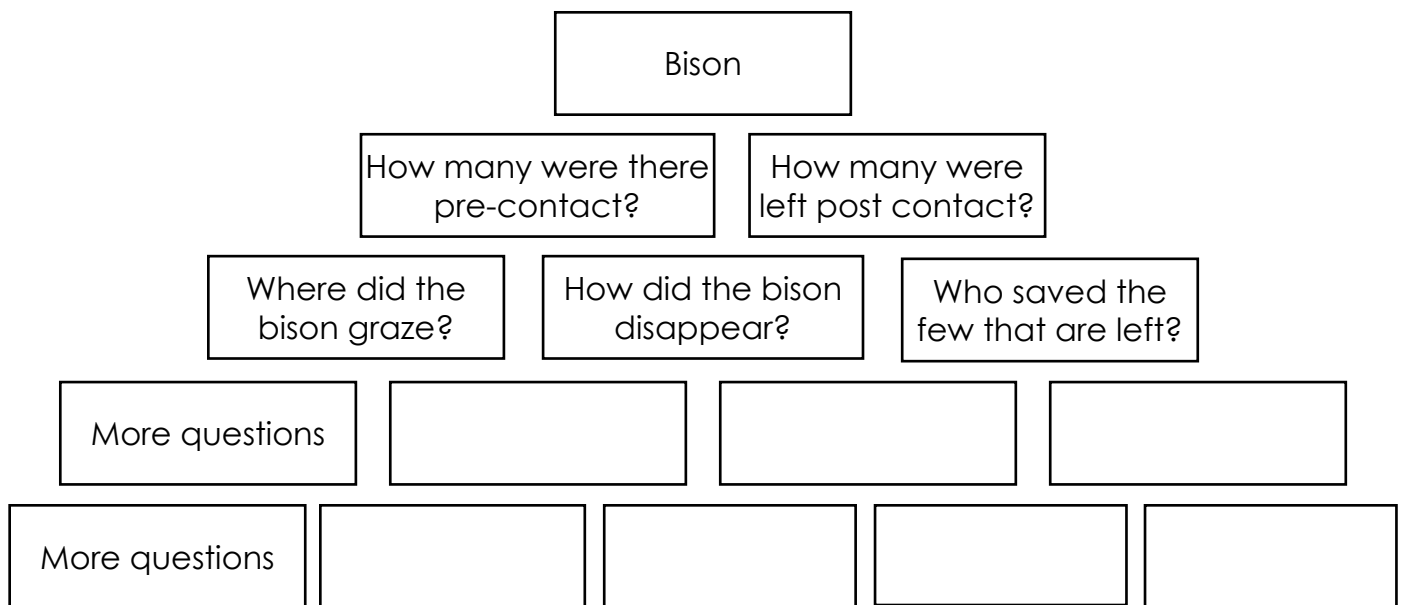 Bison
How many were there
pre-contact?
How many were
left post contact?
Where did the
bison graze?
How did the bison
disappear?
Who saved the
few that are left?
More questions
More questions